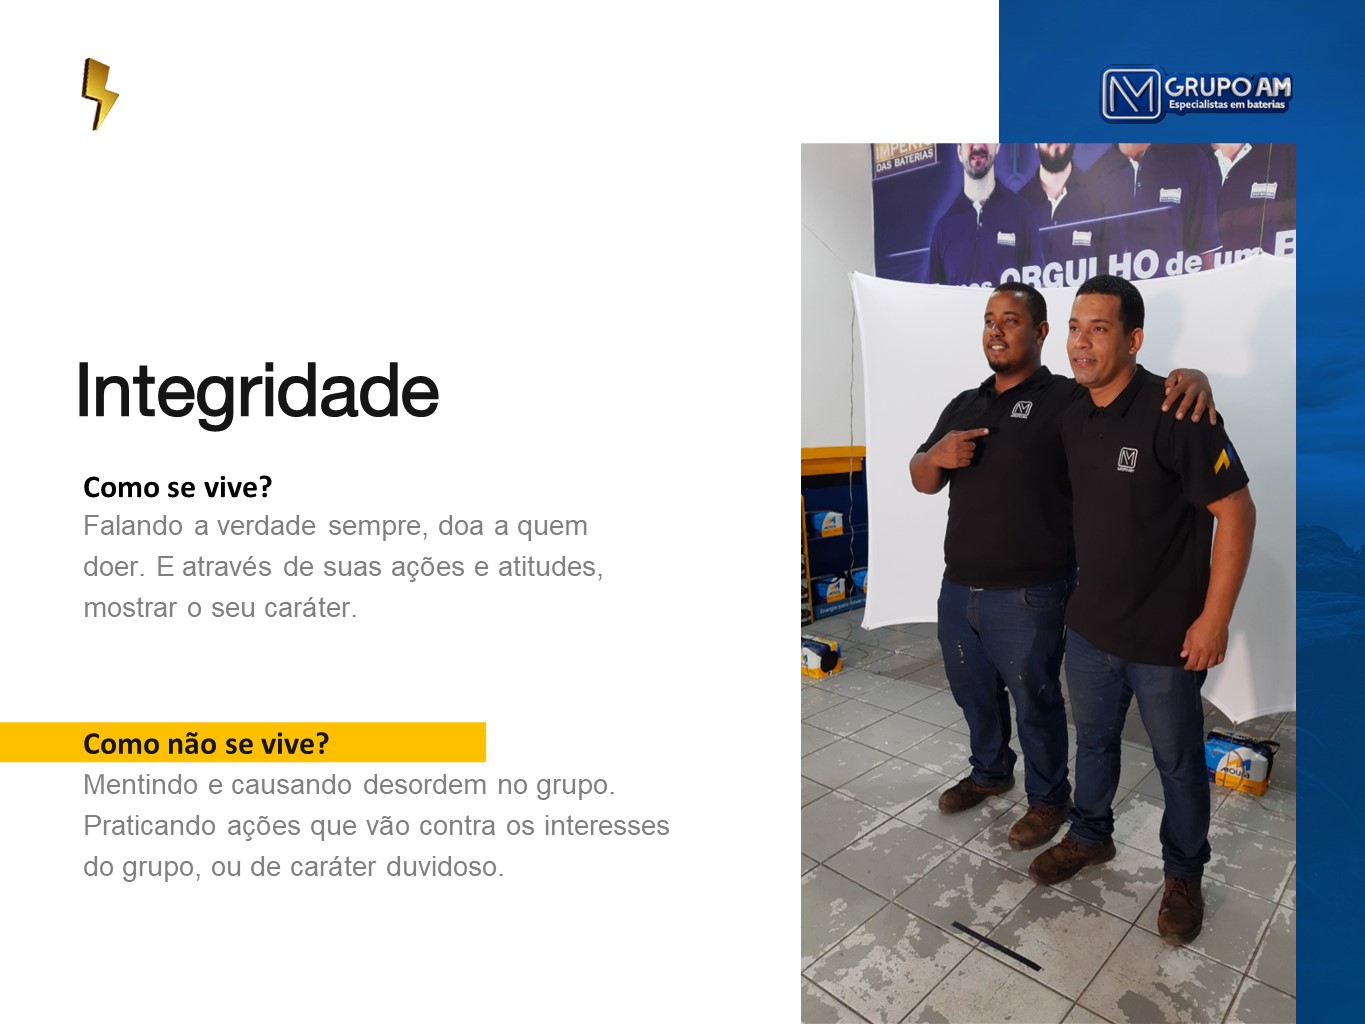 GRUPO AM
Especialistas em baterias
IMPÉRIO
DAS BATERIAS
ORGULHO de um
Integridade
Como se vive?
Falando a verdade sempre, doa a quem
doer. E através de suas ações e atitudes,
mostrar o seu caráter.
Como não se vive?
Mentindo e causando desordem no grupo.
Praticando ações que vão contra os interesses
do grupo, ou de caráter duvidoso.